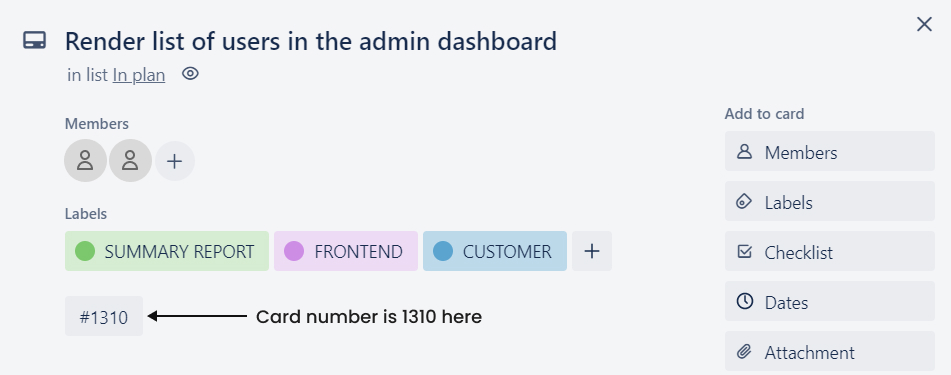 Render list of users in the admin dashboard
in list In plan
Members
Labels
SUMMARY REPORT
FRONTEND
CUSTOMER
#1310
Card number is 1310 here
Add to card
Members
Labels
Checklist
Dates
Attachment